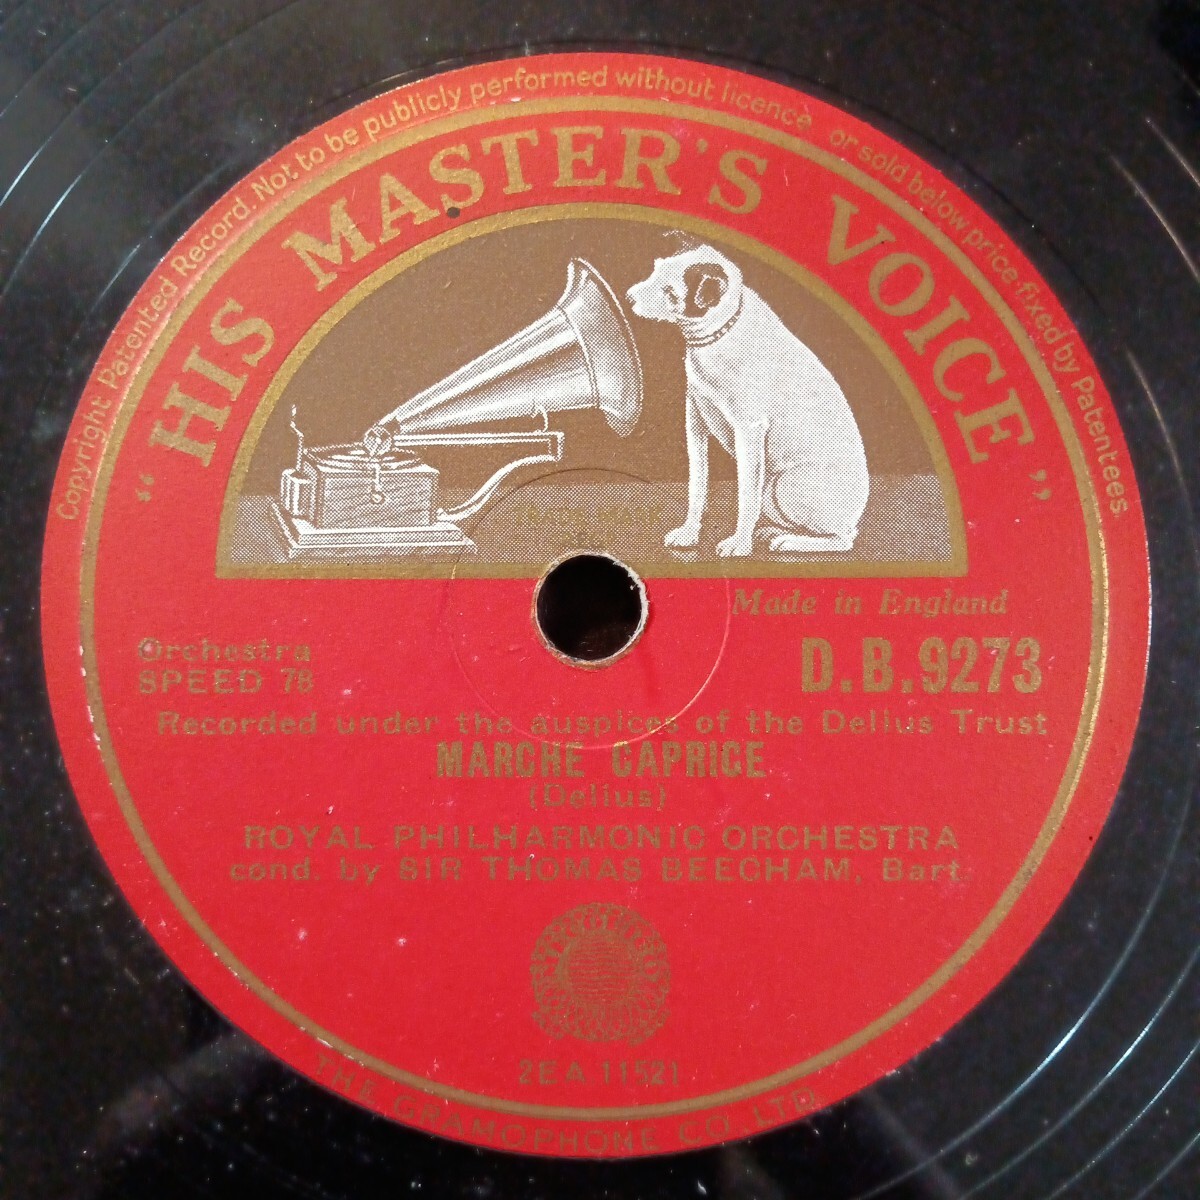 Copyright Patented Record. Not to be publicly performed without licence or sold below price fixed by Patentees.
"HIS MASTER'S VOICE"
TRADE MARK
Made in England
Orchestra
SPEED 78
D.B.9273
Recorded under the auspices of the Delius Trust
MARCHE CAPRICE
(Delius)
ROYAL PHILHARMONIC ORCHESTRA
cond. by SIR THOMAS BEECHAM, Bart.
2EA 11521
THE GRAMOPHONE CO. LTD.